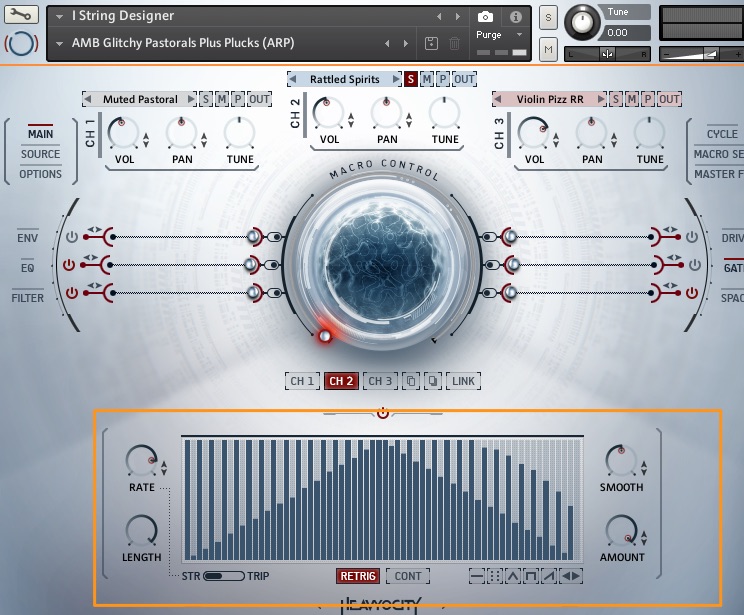 I String Designer
AMB Glitchy Pastorals Plus Plucks (ARP)
Purge
S
M
Tune
0.00
L R
Muted Pastoral S M P OUT
Rattled Spirits S M P OUT
Violin Pizz RR S M P OUT
CH 1
VOL PAN TUNE
CH 2
VOL PAN TUNE
CH 3
VOL PAN TUNE
MAIN
SOURCE
OPTIONS
CYCLE
MACRO SE
MASTER F
MACRO CONTROL
ENV
EQ
FILTER
DRIV
GATE
SPAC
CH 1 CH 2 CH 3 LINK
RATE
LENGTH
SMOOTH
AMOUNT
STR TRIP
RETRIG CONT
HEAVYOCITY